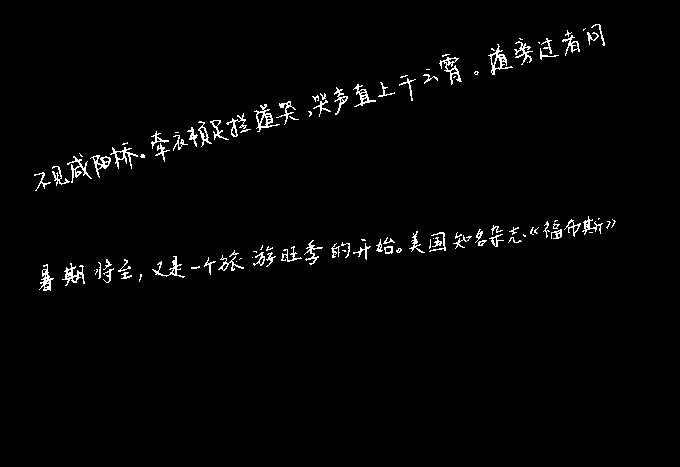 不见咸阳桥。牵衣顿足拦道哭，哭声直上干云霄。道旁过者问
暑期将至，又是一个旅游旺季的开始。美国知名杂志《福布斯》